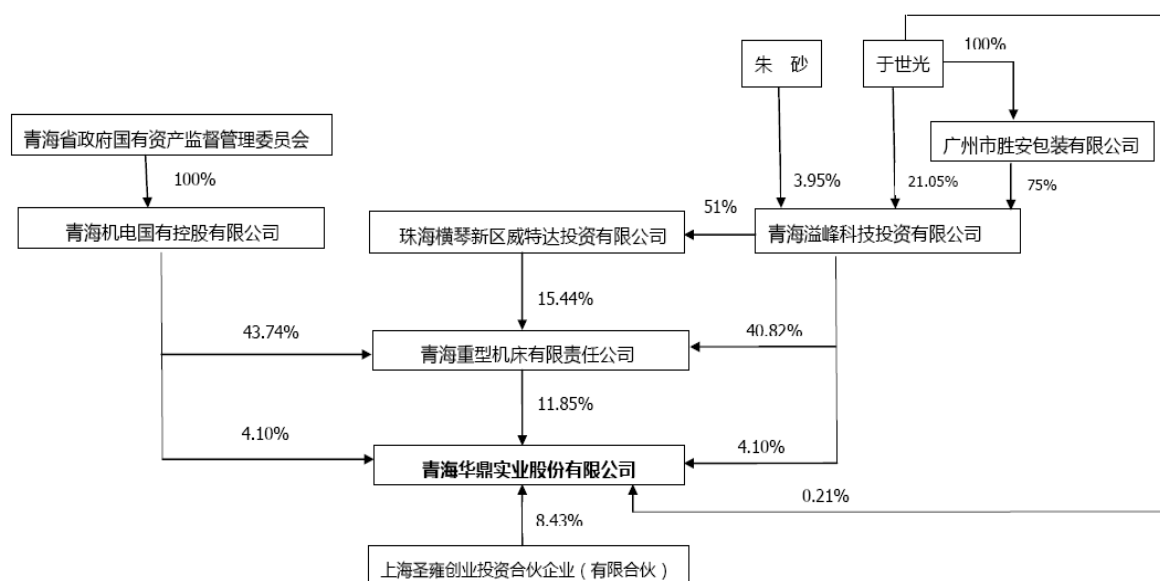 100%
朱 砂
于世光
青海省政府国有资产监督管理委员会
广州市胜安包装有限公司
100%
3.95%
21.05%
75%
青海机电国有控股有限公司
珠海横琴新区威特达投资有限公司
51%
青海溢峰科技投资有限公司
15.44%
43.74%
40.82%
青海重型机床有限责任公司
11.85%
4.10%
4.10%
青海华鼎实业股份有限公司
0.21%
8.43%
上海圣雍创业投资合伙企业（有限合伙）